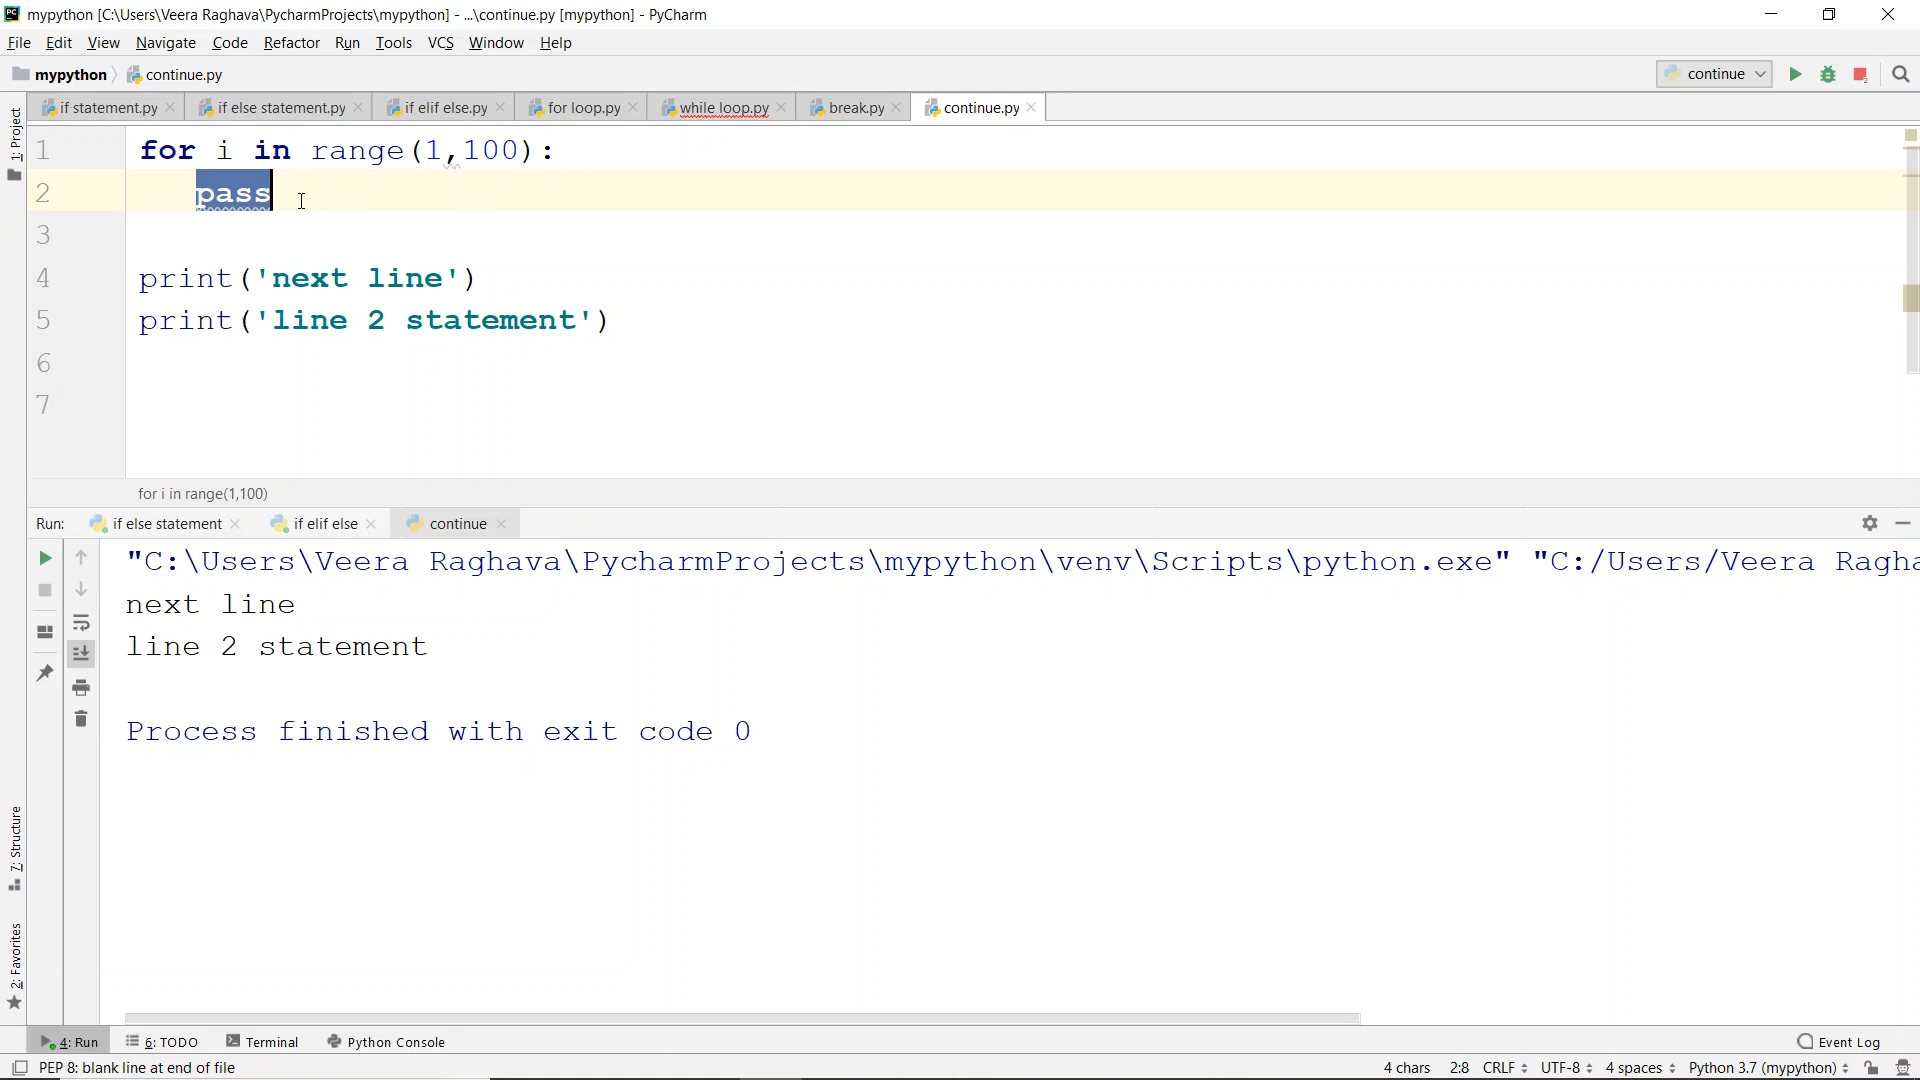 mypython [C:\Users\Veera Raghava\PycharmProjects\mypython] - ...\continue.py [mypython] - PyCharm
File Edit View Navigate Code Refactor Run Tools VCS Window Help
mypython continue.py continue
if statement.py if else statement.py if elif else.py for loop.py while loop.py break.py continue.py
1: Project
1 for i in range(1,100):
2 pass
3
4 print('next line')
5 print('line 2 statement')
6
7
for i in range(1,100)
Run: if else statement if elif else continue
"C:\Users\Veera Raghava\PycharmProjects\mypython\venv\Scripts\python.exe" "C:/Users/Veera Ragha
next line
line 2 statement
Process finished with exit code 0
7: Structure
2: Favorites
4: Run 6: TODO Terminal Python Console Event Log
PEP 8: blank line at end of file 4 chars 2:8 CRLF UTF-8 4 spaces Python 3.7 (mypython)